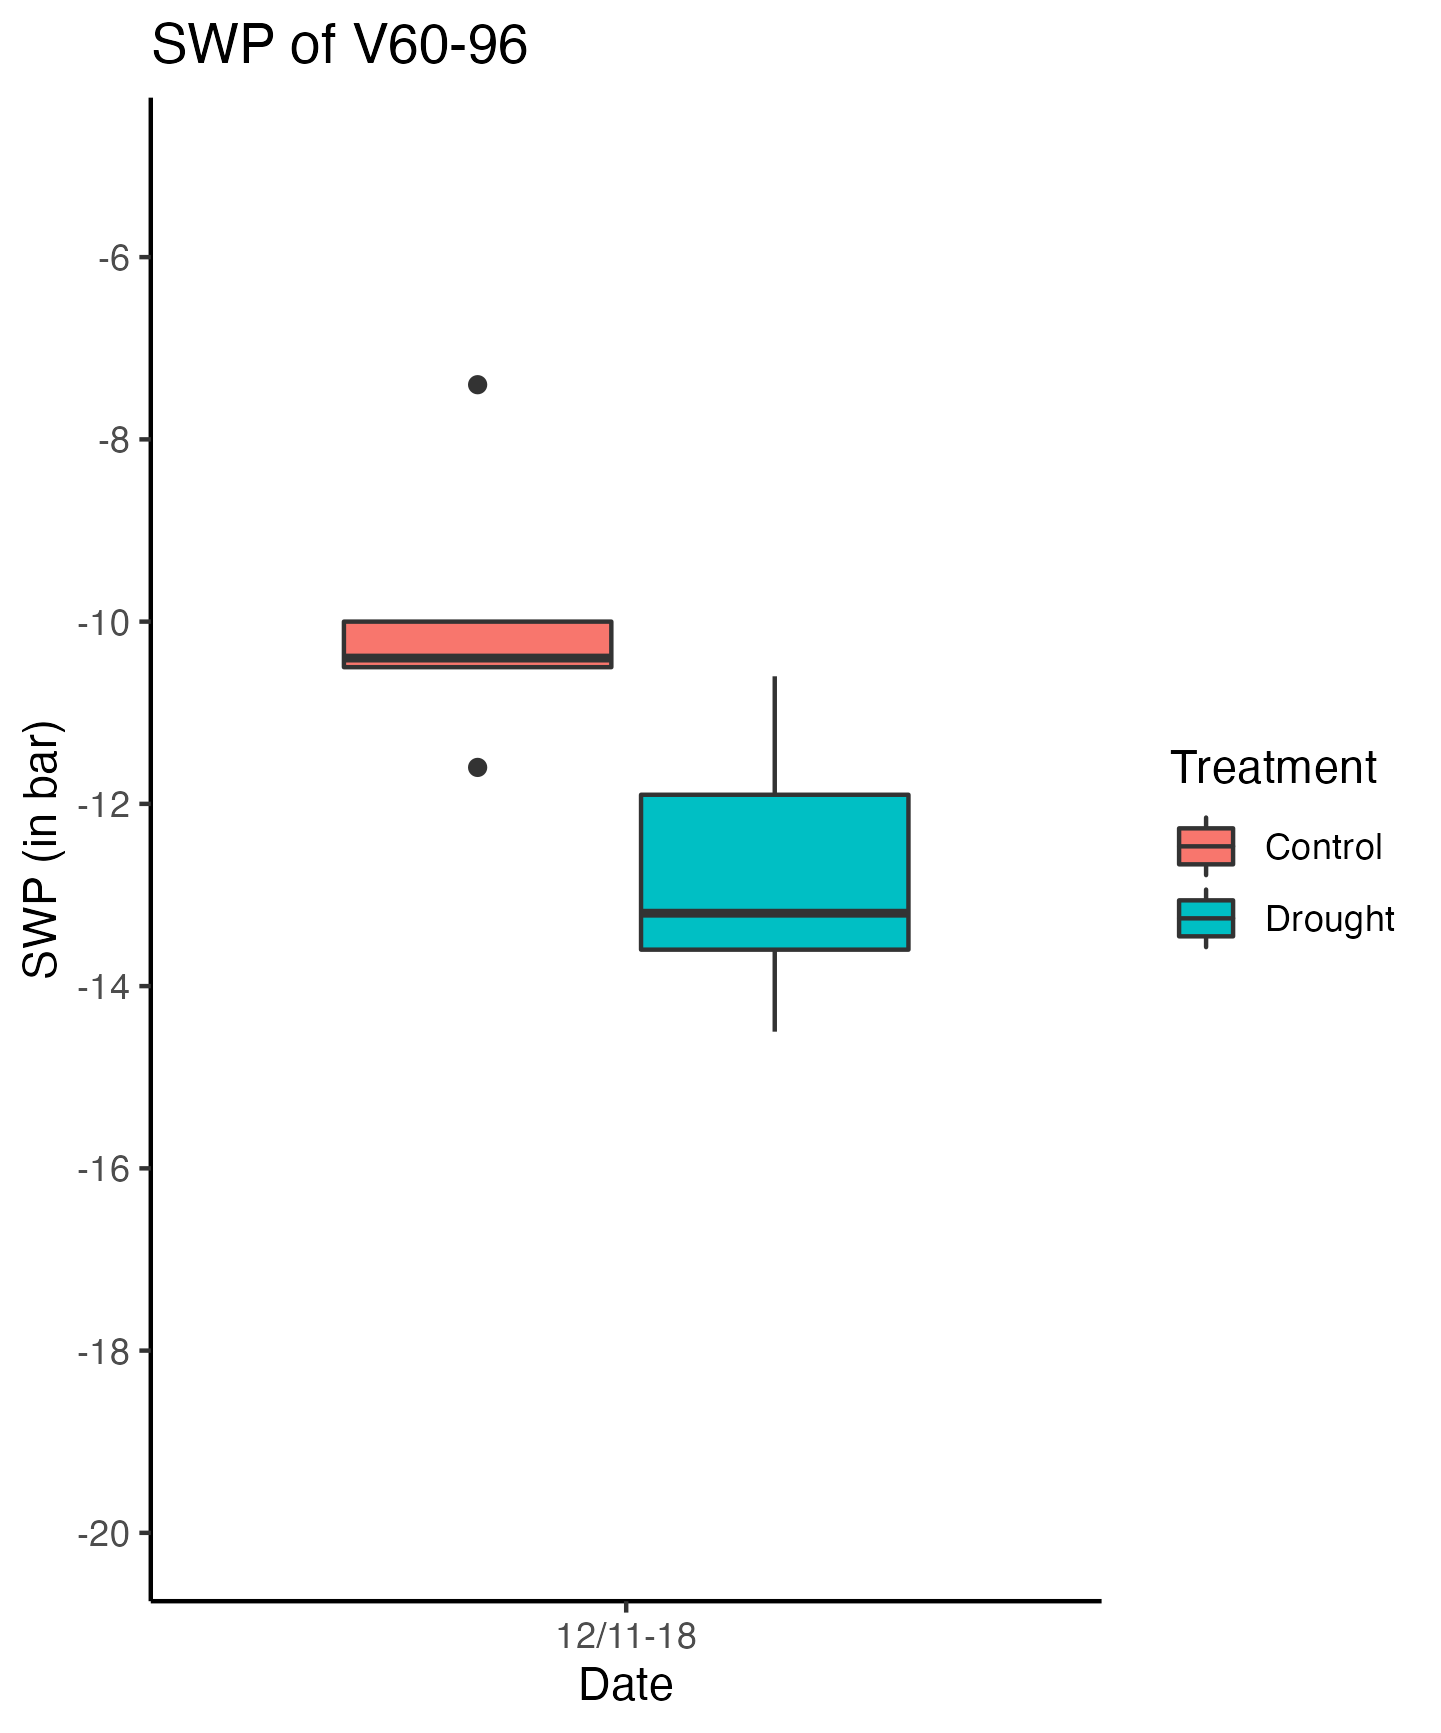 SWP of V60-96
-6
-8
-10
-12
-14
-16
-18
-20
SWP (in bar)
12/11-18
Date
Treatment
Control
Drought